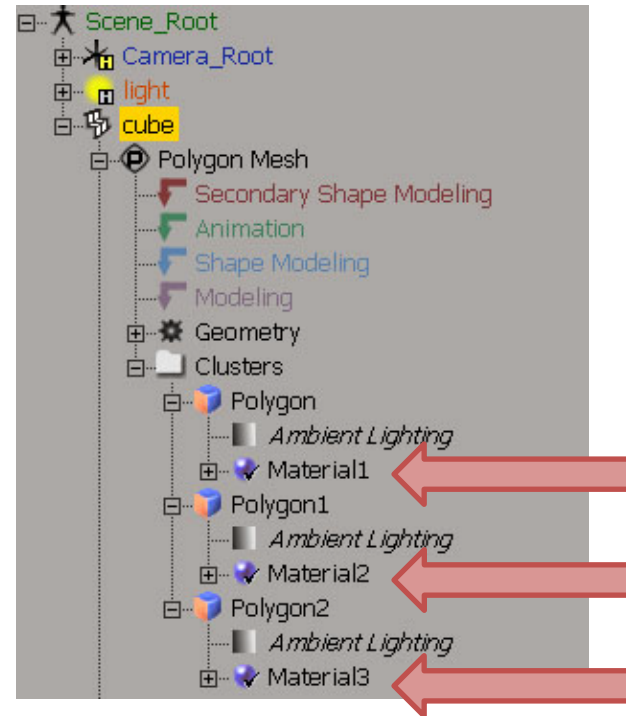 Scene_Root
Camera_Root
light
cube
Polygon Mesh
Secondary Shape Modeling
Animation
Shape Modeling
Modeling
Geometry
Clusters
Polygon
Ambient Lighting
Material1
Polygon1
Ambient Lighting
Material2
Polygon2
Ambient Lighting
Material3